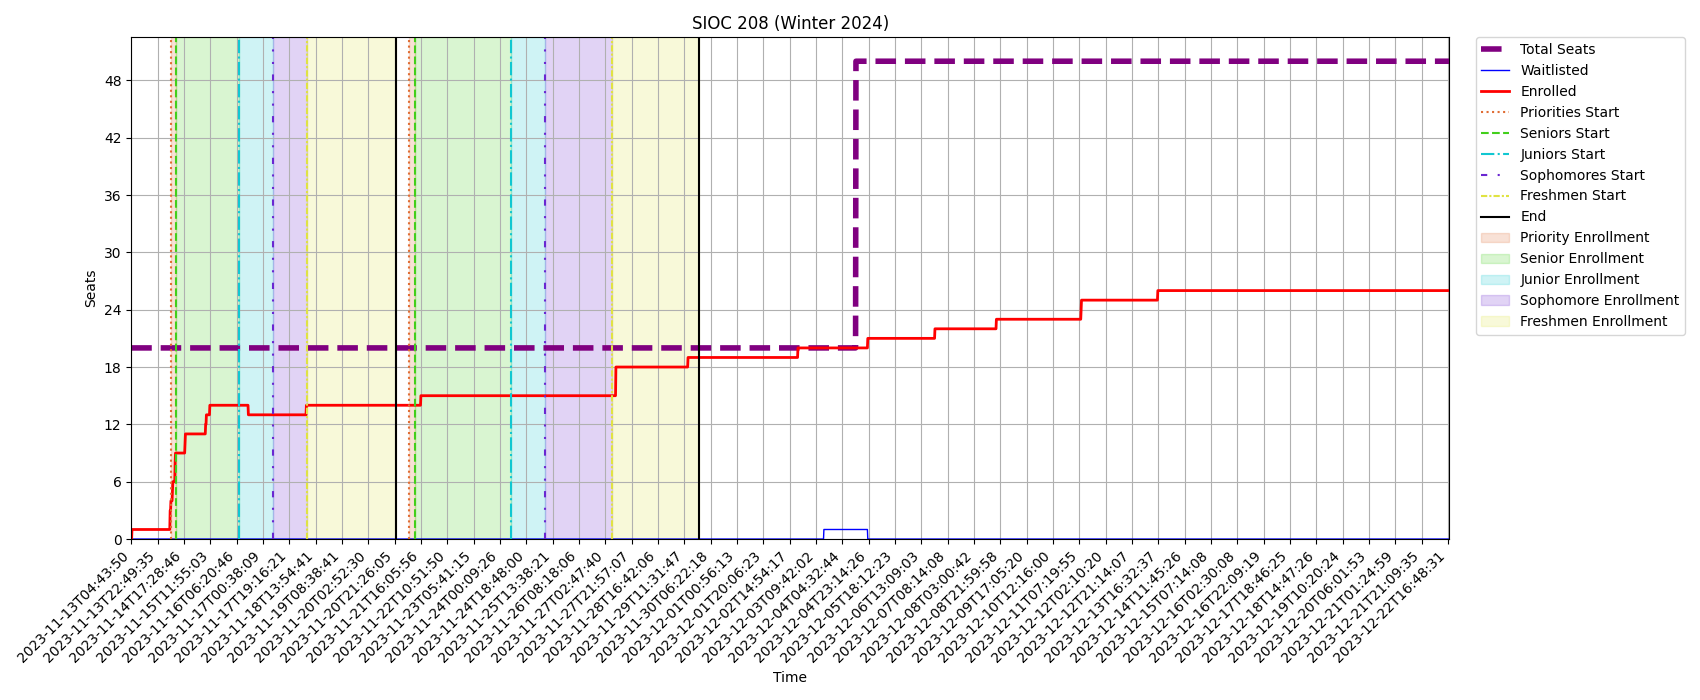 SIOC 208 (Winter 2024)
Seats
48
42
36
30
24
18
12
6
0
2023-11-13T04:43:50
2023-11-13T22:49:35
2023-11-14T17:28:46
2023-11-15T11:55:03
2023-11-16T06:20:46
2023-11-17T00:38:09
2023-11-17T19:16:21
2023-11-18T13:54:41
2023-11-19T08:38:41
2023-11-20T02:52:30
2023-11-20T21:26:05
2023-11-21T16:05:56
2023-11-22T10:51:50
2023-11-23T05:41:15
2023-11-24T00:09:26
2023-11-24T18:48:00
2023-11-25T13:38:21
2023-11-26T08:18:06
2023-11-27T02:47:40
2023-11-27T21:57:07
2023-11-28T16:42:06
2023-11-29T11:31:47
2023-11-30T06:22:18
2023-12-01T00:56:13
2023-12-01T20:06:23
2023-12-02T14:54:17
2023-12-03T09:42:02
2023-12-04T04:32:44
2023-12-04T23:14:26
2023-12-05T18:12:23
2023-12-06T13:09:03
2023-12-07T08:14:08
2023-12-08T03:00:42
2023-12-08T21:59:58
2023-12-09T17:05:20
2023-12-10T12:16:00
2023-12-11T07:19:55
2023-12-12T02:10:20
2023-12-12T21:14:07
2023-12-13T16:32:37
2023-12-14T11:45:26
2023-12-15T07:14:08
2023-12-16T02:30:08
2023-12-16T22:09:19
2023-12-17T18:46:25
2023-12-18T14:47:26
2023-12-19T10:20:24
2023-12-20T06:01:53
2023-12-21T01:24:59
2023-12-21T21:09:35
2023-12-22T16:48:31
Time
Total Seats
Waitlisted
Enrolled
Priorities Start
Seniors Start
Juniors Start
Sophomores Start
Freshmen Start
End
Priority Enrollment
Senior Enrollment
Junior Enrollment
Sophomore Enrollment
Freshmen Enrollment